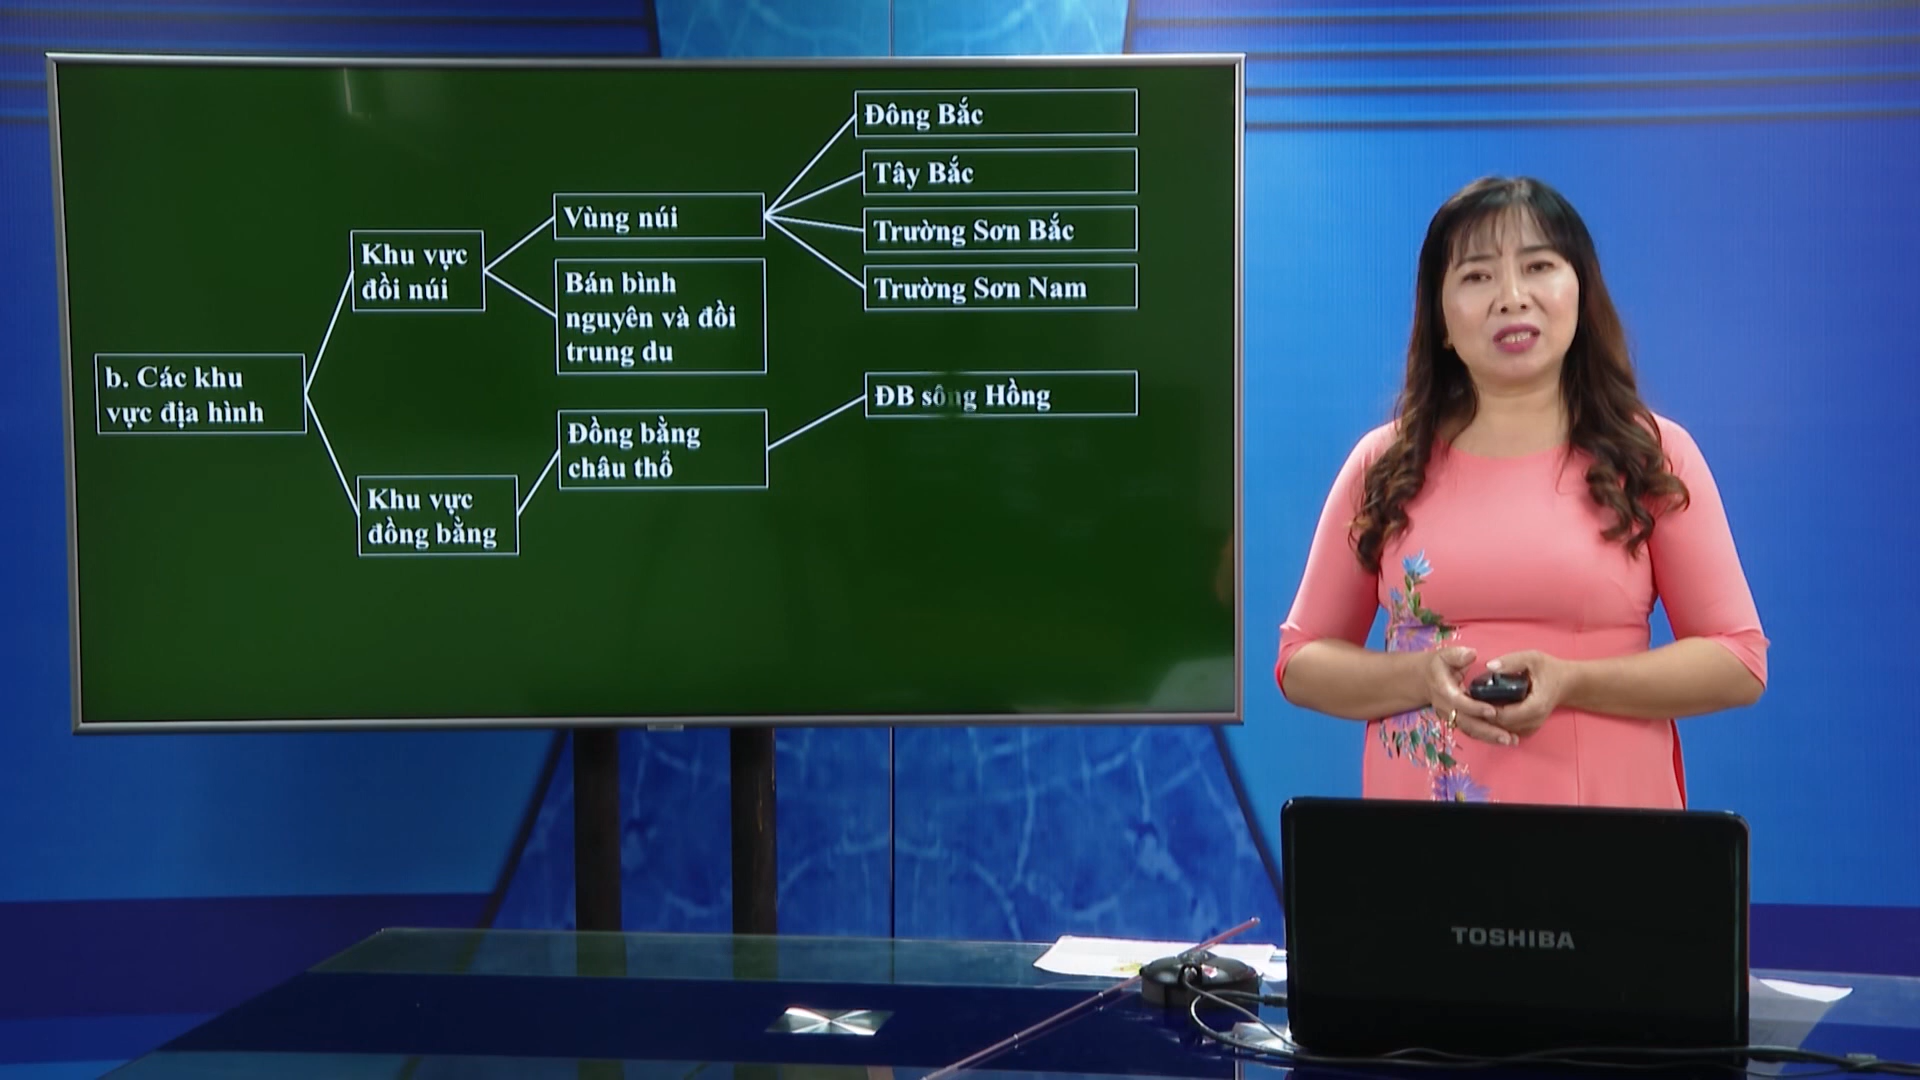 b. Các khu
vực địa hình
Khu vực
đồi núi
Vùng núi
Đông Bắc
Tây Bắc
Trường Sơn Bắc
Trường Sơn Nam
Bán bình
nguyên và đồi
trung du
Khu vực
đồng bằng
Đồng bằng
châu thổ
ĐB sông Hồng
TOSHIBA